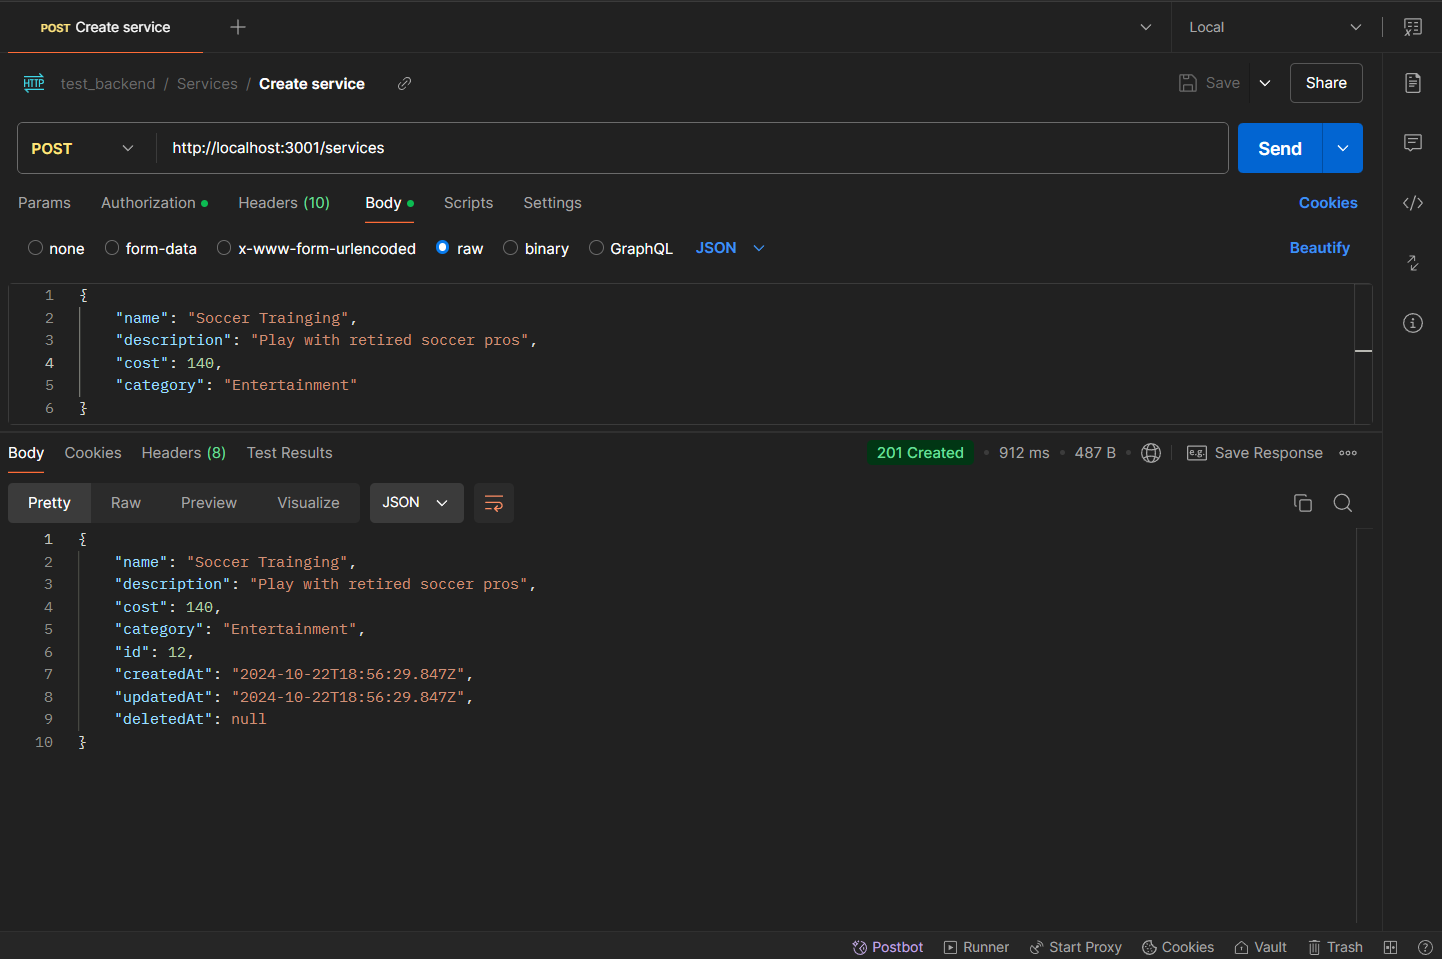 POST Create service
Local
HTTP test_backend / Services / Create service
Save
Share
POST
http://localhost:3001/services
Send
Params Authorization Headers (10) Body Scripts Settings Cookies
none form-data x-www-form-urlencoded raw binary GraphQL JSON Beautify
1 {
2 "name": "Soccer Trainging",
3 "description": "Play with retired soccer pros",
4 "cost": 140,
5 "category": "Entertainment"
6 }
Body Cookies Headers (8) Test Results 201 Created • 912 ms • 487 B • e.g. Save Response
Pretty Raw Preview Visualize JSON
1 {
2 "name": "Soccer Trainging",
3 "description": "Play with retired soccer pros",
4 "cost": 140,
5 "category": "Entertainment",
6 "id": 12,
7 "createdAt": "2024-10-22T18:56:29.847Z",
8 "updatedAt": "2024-10-22T18:56:29.847Z",
9 "deletedAt": null
10 }
Postbot Runner Start Proxy Cookies Vault Trash